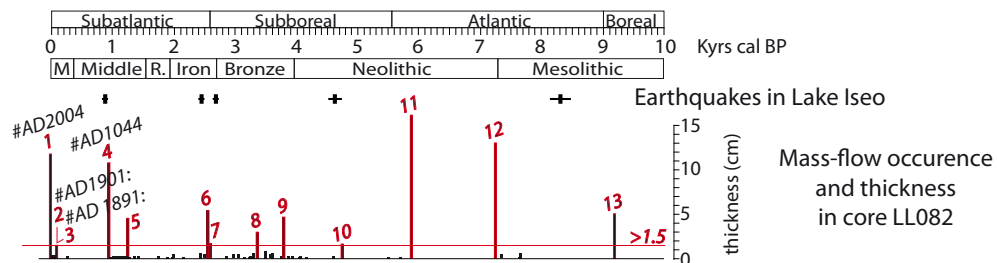 Subatlantic Subboreal Atlantic Boreal
0 1 2 3 4 5 6 7 8 9 10 Kyrs cal BP
M Middle R. Iron Bronze Neolithic Mesolithic
Earthquakes in Lake Iseo
#AD2004
#AD1044
#AD1901:
#AD 1891:
1 2 3 4 5 6 7 8 9 10 11 12 13
>1.5
15
10
5
0
thickness (cm)
Mass-flow occurence
and thickness
in core LL082